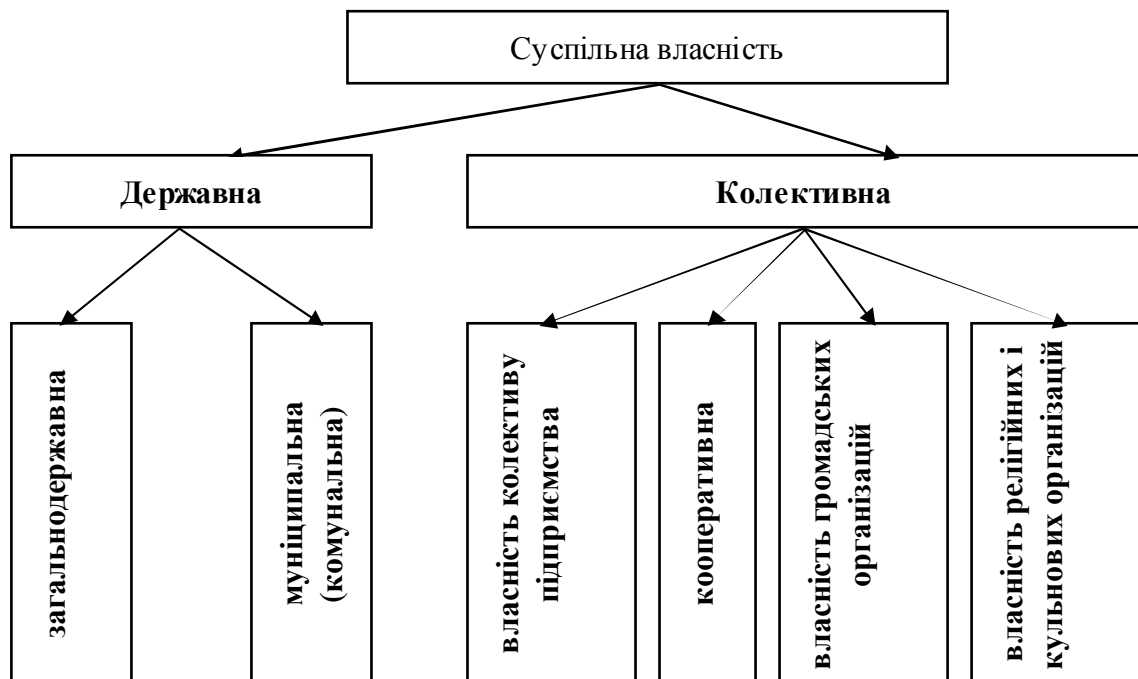 Суспільна власність
Державна
Колективна
загальнодержавна
муніципальна
(комунальна)
власність колективу
підприємства
кооперативна
власність громадських
організацій
власність релігійних і
кульнових організацій